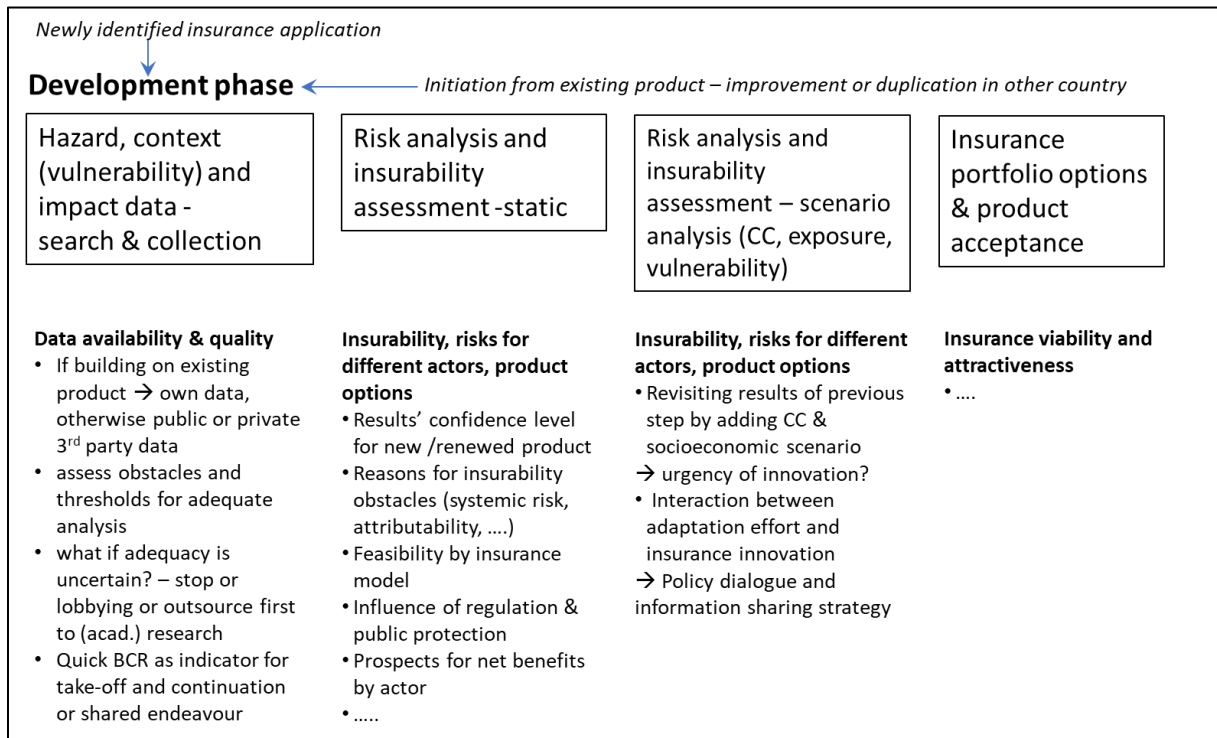 Newly identified insurance application
Development phase
Initiation from existing product – improvement or duplication in other country
Hazard, context
(vulnerability) and
impact data -
search & collection
Risk analysis and
insurability
assessment -static
Risk analysis and
insurability
assessment – scenario
analysis (CC, exposure,
vulnerability)
Insurance
portfolio options
& product
acceptance
Data availability & quality
• If building on existing
product → own data,
otherwise public or private
3rd party data
• assess obstacles and
thresholds for adequate
analysis
• what if adequacy is
uncertain? – stop or
lobbying or outsource first
to (acad.) research
• Quick BCR as indicator for
take-off and continuation
or shared endeavour
Insurability, risks for
different actors, product
options
• Results’ confidence level
for new /renewed product
• Reasons for insurability
obstacles (systemic risk,
attributability, ….)
• Feasibility by insurance
model
• Influence of regulation &
public protection
• Prospects for net benefits
by actor
• …..
Insurability, risks for different
actors, product options
• Revisiting results of previous
step by adding CC &
socioeconomic scenario
→ urgency of innovation?
• Interaction between
adaptation effort and
insurance innovation
→ Policy dialogue and
information sharing strategy
Insurance viability and
attractiveness
• ….